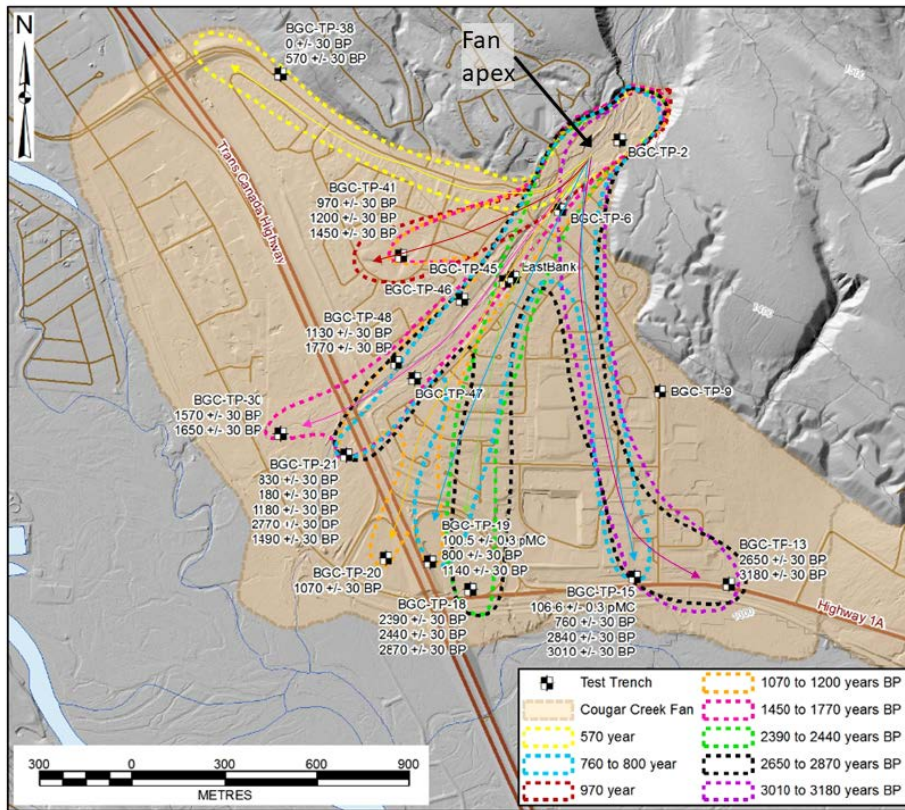 N
BGC-TP-38
0 +/- 30 BP
570 +/- 30 BP
Fan
apex
BGC-TP-2
Trans Canada Highway
BGC-TP-41
970 +/- 30 BP
1200 +/- 30 BP
1450 +/- 30 BP
BGC-TP-6
BGC-TP-45
EastBank
BGC-TP-46
BGC-TP-48
1130 +/- 30 BP
1770 +/- 30 BP
BGC-TP-47
BGC-TP-9
BGC-TP-30
1570 +/- 30 BP
1650 +/- 30 BP
BGC-TP-21
830 +/- 30 BP
180 +/- 30 BP
1180 +/- 30 BP
2770 +/- 30 BP
1490 +/- 30 BP
BGC-TP-19
100.5 +/- 0.3 pMC
800 +/- 30 BP
1140 +/- 30 BP
BGC-TP-20
1070 +/- 30 BP
BGC-TP-18
2390 +/- 30 BP
2440 +/- 30 BP
2870 +/- 30 BP
BGC-TP-15
106.6 +/- 0.3 pMC
760 +/- 30 BP
2840 +/- 30 BP
3010 +/- 30 BP
BGC-TP-13
2650 +/- 30 BP
3180 +/- 30 BP
Highway 1A
Test Trench
Cougar Creek Fan
570 year
760 to 800 year
970 year
1070 to 1200 years BP
1450 to 1770 years BP
2390 to 2440 years BP
2650 to 2870 years BP
3010 to 3180 years BP
300 0 300 600 900
METRES